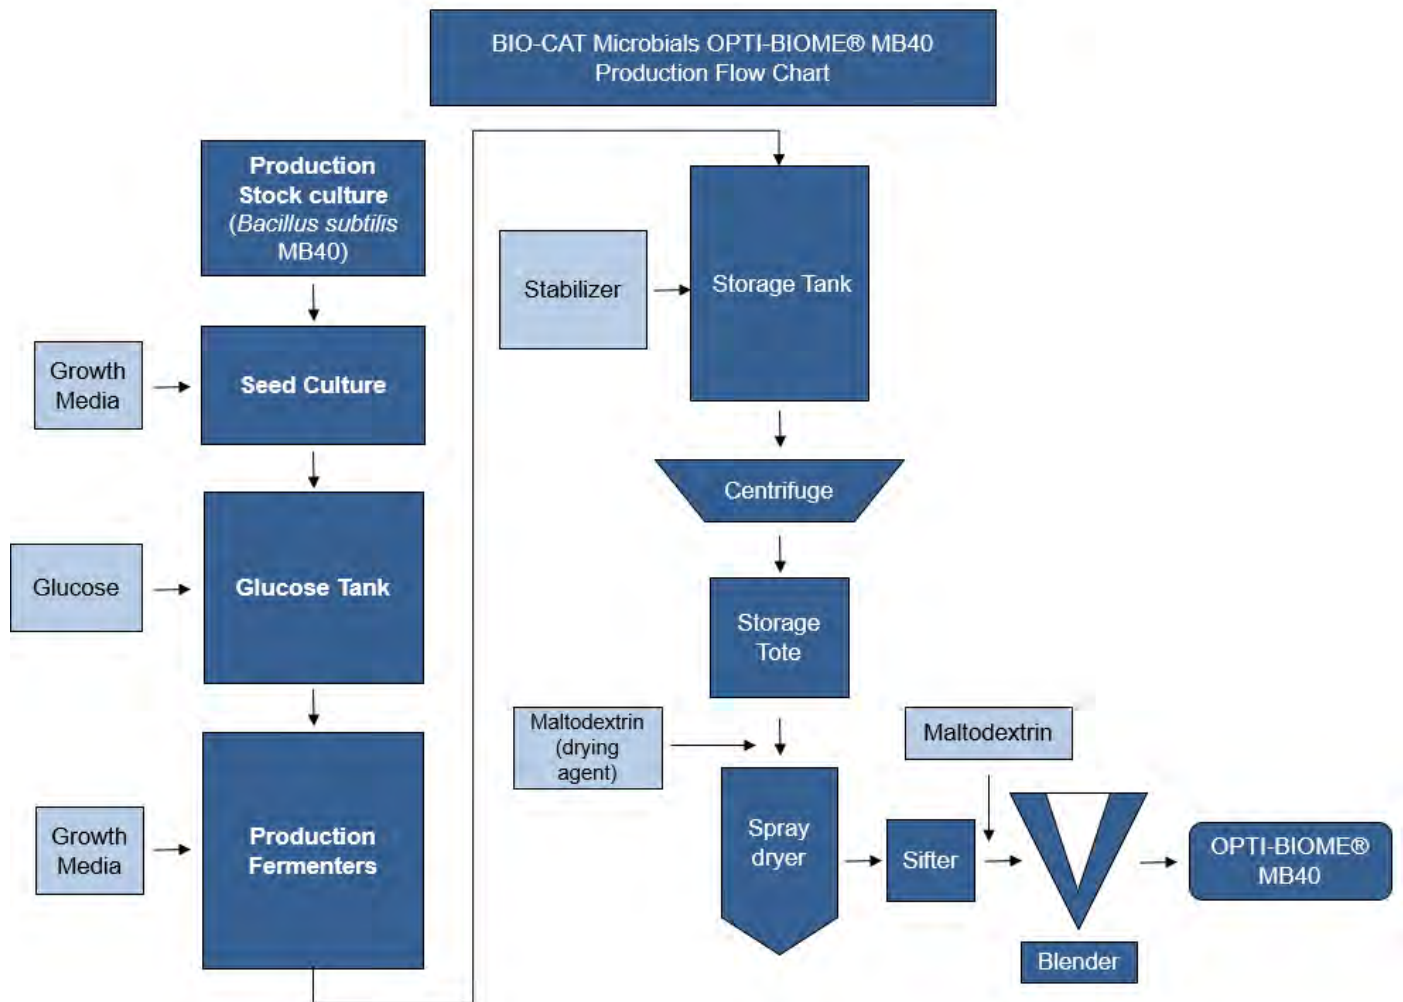 BIO-CAT Microbials OPTI-BIOME® MB40
Production Flow Chart
Production
Stock culture
(Bacillus subtilis
MB40)
Growth
Media
Seed Culture
Glucose
Glucose Tank
Growth
Media
Production
Fermenters
Stabilizer
Storage Tank
Centrifuge
Storage
Tote
Maltodextrin
(drying
agent)
Spray
dryer
Sifter
Maltodextrin
Blender
OPTI-BIOME®
MB40